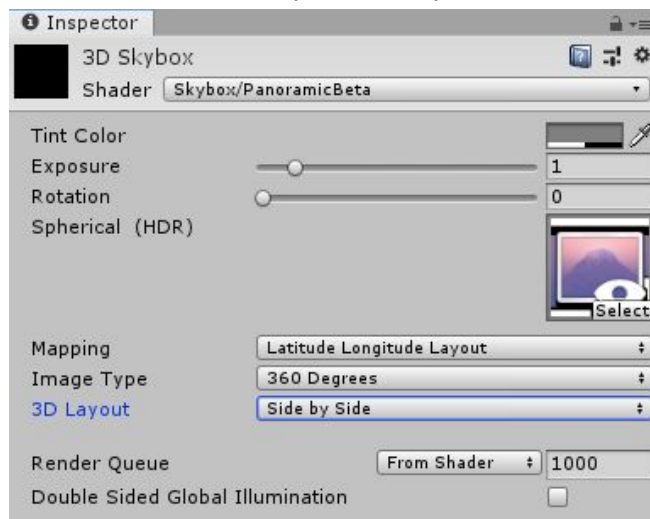 Inspector
3D Skybox
Shader Skybox/PanoramicBeta
Tint Color
Exposure 1
Rotation 0
Spherical (HDR)
Select
Mapping Latitude Longitude Layout
Image Type 360 Degrees
3D Layout Side by Side
Render Queue From Shader 1000
Double Sided Global Illumination